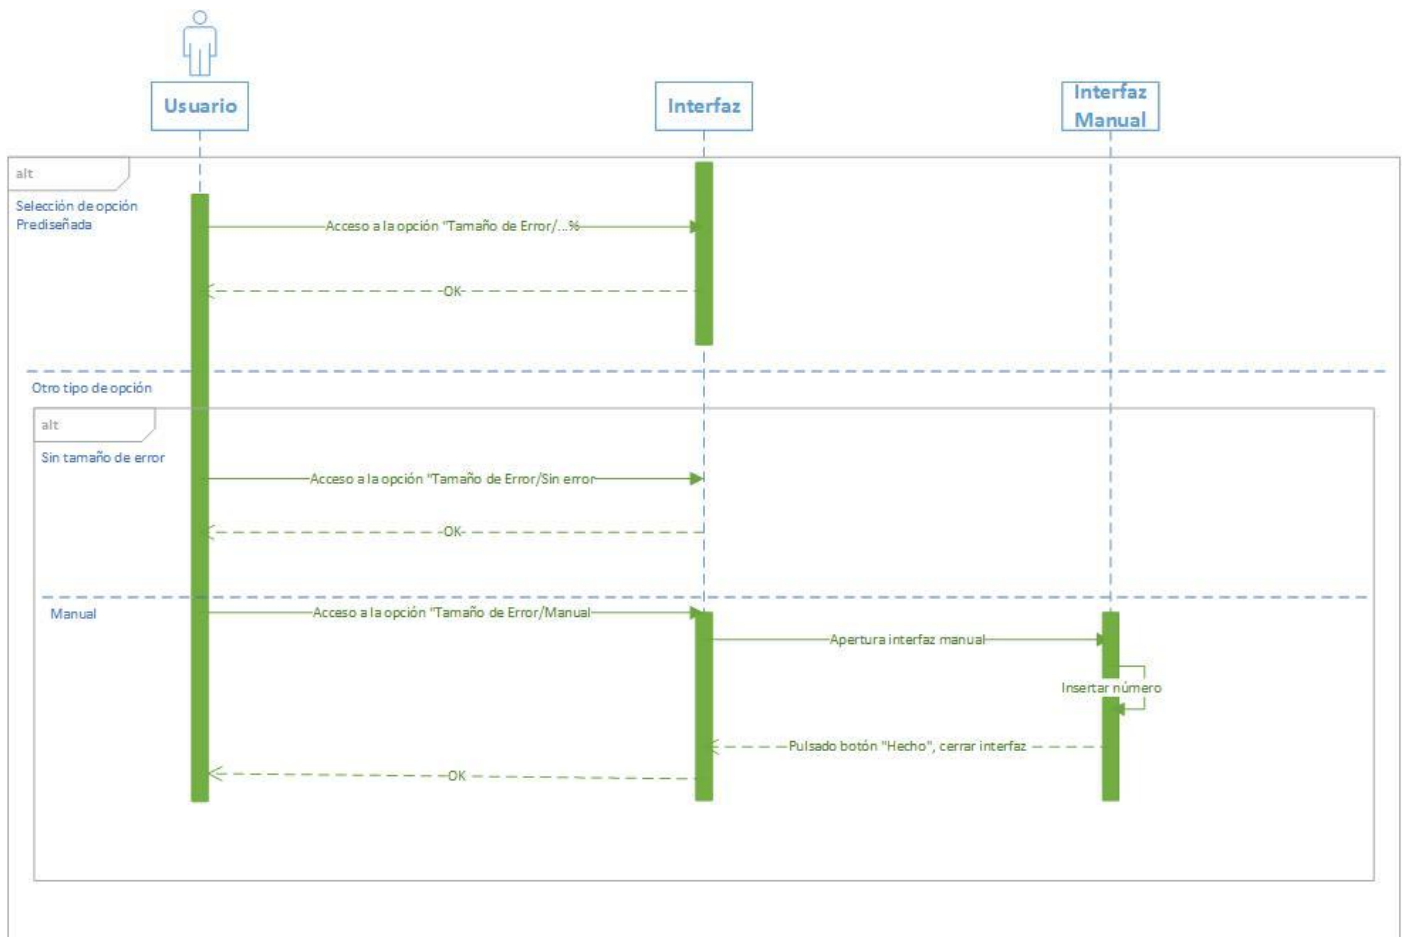 Usuario
Interfaz
Interfaz
Manual
alt
Selección de opción
Prediseñada
Acceso a la opción "Tamaño de Error/...%
OK
Otro tipo de opción
alt
Sin tamaño de error
Acceso a la opción "Tamaño de Error/Sin error
OK
Manual
Acceso a la opción "Tamaño de Error/Manual
Apertura interfaz manual
Insertar número
Pulsado botón "Hecho", cerrar interfaz
OK